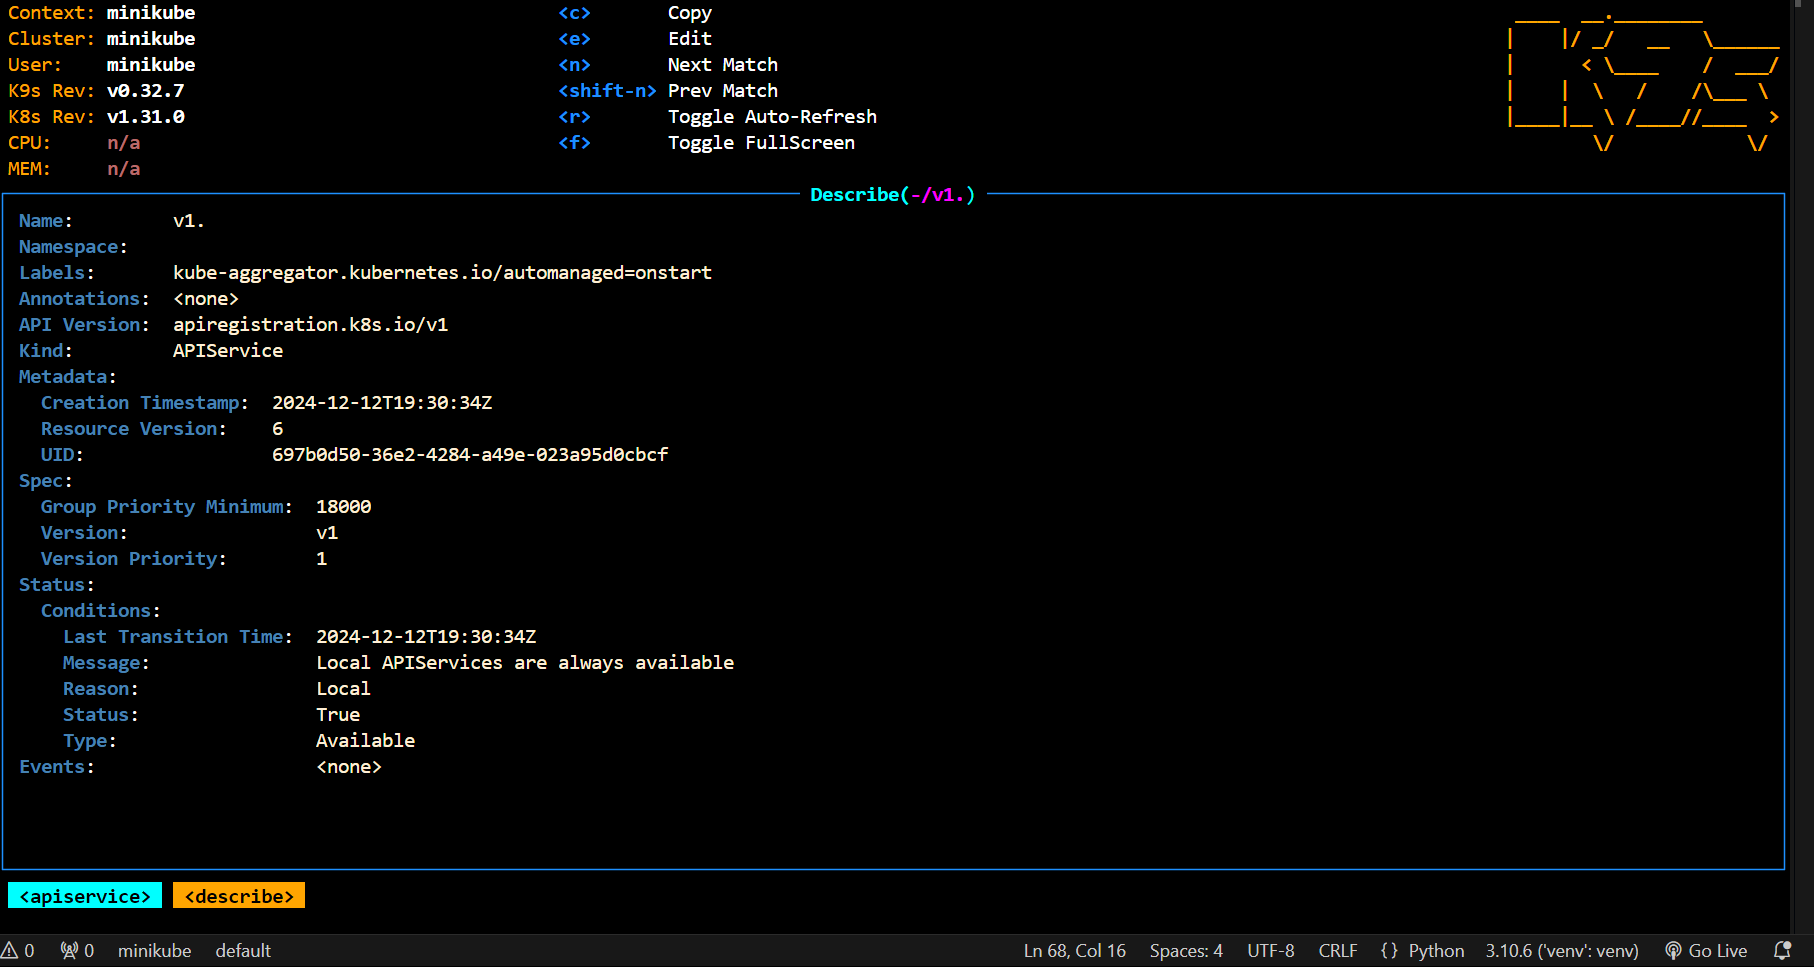 Context: minikube <c> Copy
Cluster: minikube <e> Edit
User: minikube <n> Next Match
K9s Rev: v0.32.7 <shift-n> Prev Match
K8s Rev: v1.31.0 <r> Toggle Auto-Refresh
CPU: n/a <f> Toggle FullScreen
MEM: n/a
K9s
Describe(-/v1.)
Name: v1.
Namespace:
Labels: kube-aggregator.kubernetes.io/automanaged=onstart
Annotations: <none>
API Version: apiregistration.k8s.io/v1
Kind: APIService
Metadata:
Creation Timestamp: 2024-12-12T19:30:34Z
Resource Version: 6
UID: 697b0d50-36e2-4284-a49e-023a95d0cbcf
Spec:
Group Priority Minimum: 18000
Version: v1
Version Priority: 1
Status:
Conditions:
Last Transition Time: 2024-12-12T19:30:34Z
Message: Local APIServices are always available
Reason: Local
Status: True
Type: Available
Events: <none>
<apiservice> <describe>
0 0 minikube default Ln 68, Col 16 Spaces: 4 UTF-8 CRLF {} Python 3.10.6 ('venv': venv) Go Live